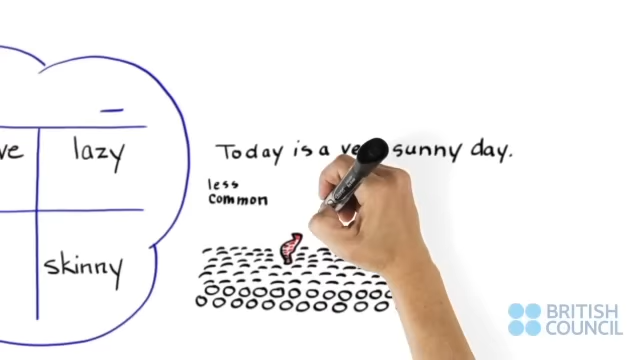 –
ve
lazy
skinny
Today is a ve sunny day.
less
common
BRITISH
COUNCIL